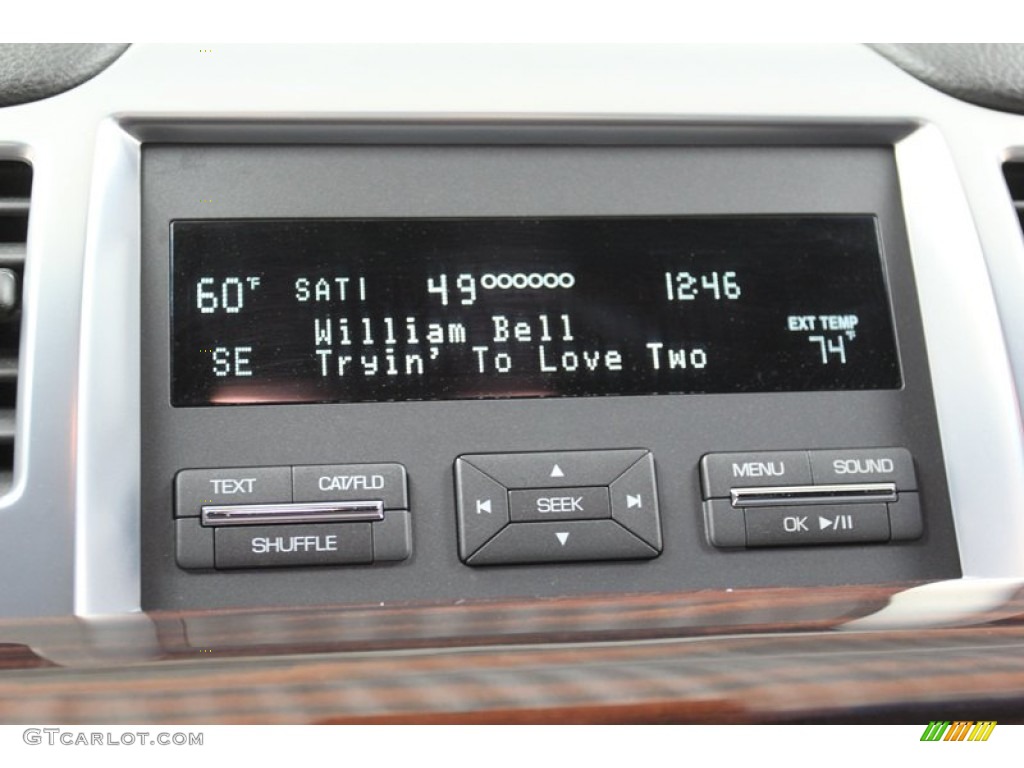 60°F SAT1 49 12:46
William Bell
EXT TEMP
SE Tryin' To Love Two 74°F
TEXT CAT/FLD
SHUFFLE
SEEK
MENU SOUND
OK ▶/II
GTCARLOT.COM